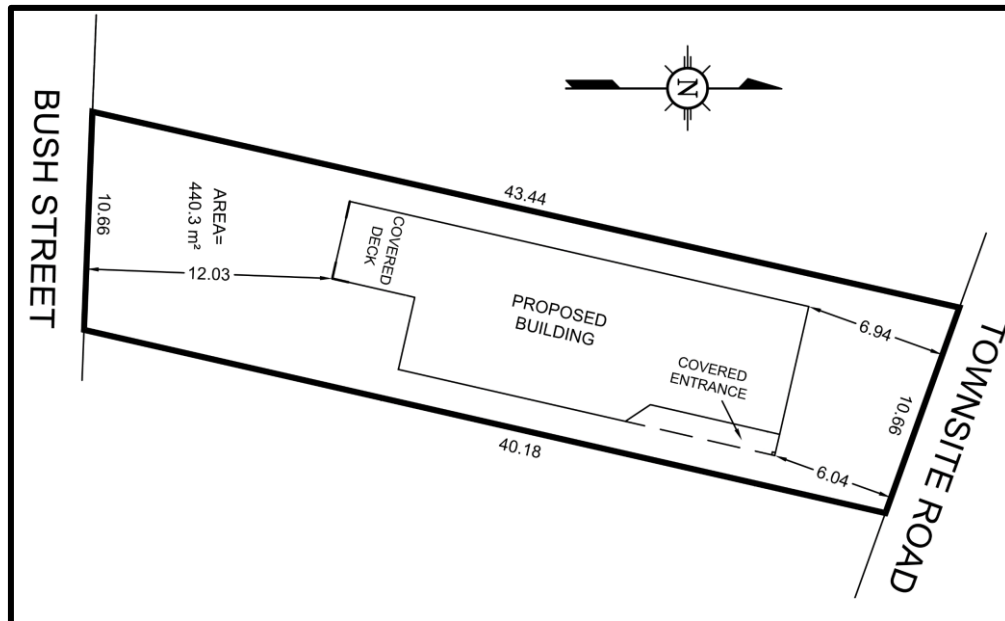 N
BUSH STREET
10.66
AREA=
440.3 m²
12.03
43.44
COVERED
DECK
PROPOSED
BUILDING
COVERED
ENTRANCE
6.94
10.66
6.04
40.18
TOWNSITE ROAD